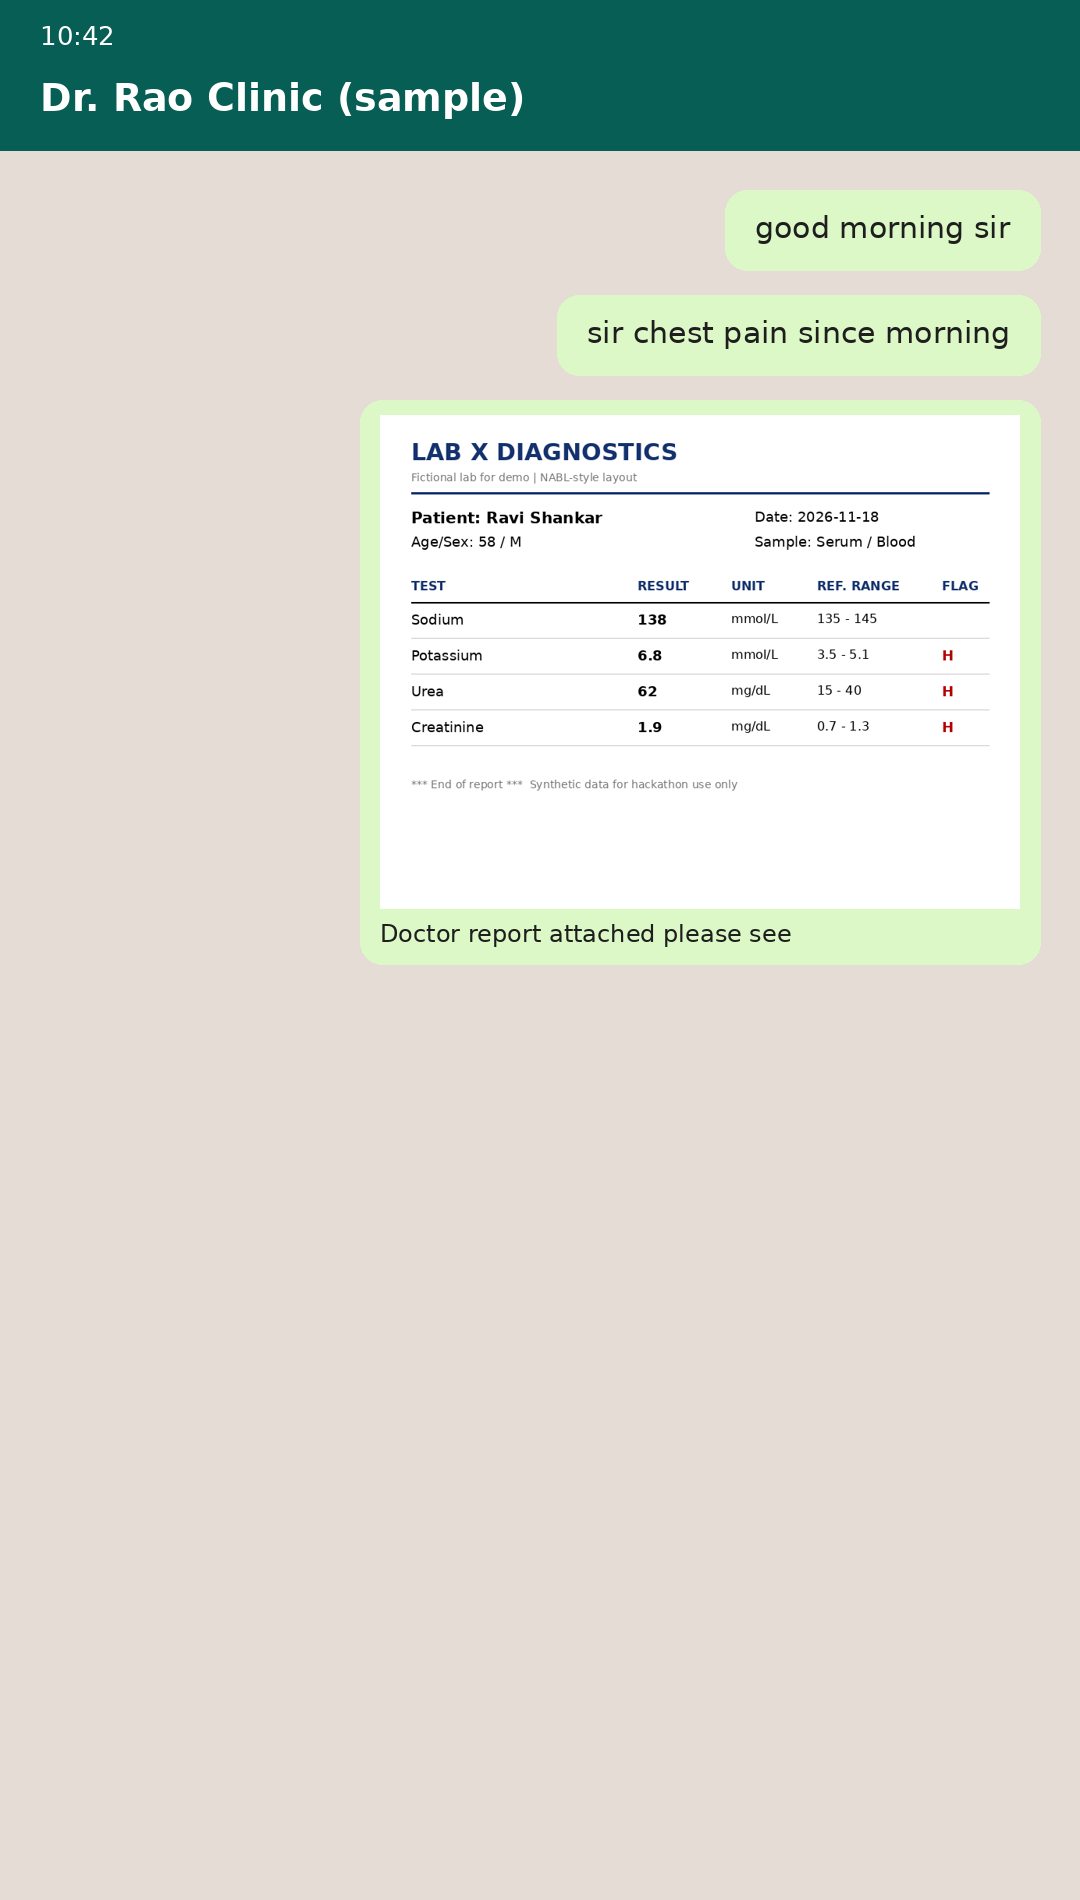 10:42
Dr. Rao Clinic (sample)
good morning sir
sir chest pain since morning
LAB X DIAGNOSTICS
Fictional lab for demo | NABL-style layout
Patient: Ravi Shankar Date: 2026-11-18
Age/Sex: 58 / M Sample: Serum / Blood
TEST RESULT UNIT REF. RANGE FLAG
Sodium 138 mmol/L 135 - 145
Potassium 6.8 mmol/L 3.5 - 5.1 H
Urea 62 mg/dL 15 - 40 H
Creatinine 1.9 mg/dL 0.7 - 1.3 H
*** End of report *** Synthetic data for hackathon use only
Doctor report attached please see